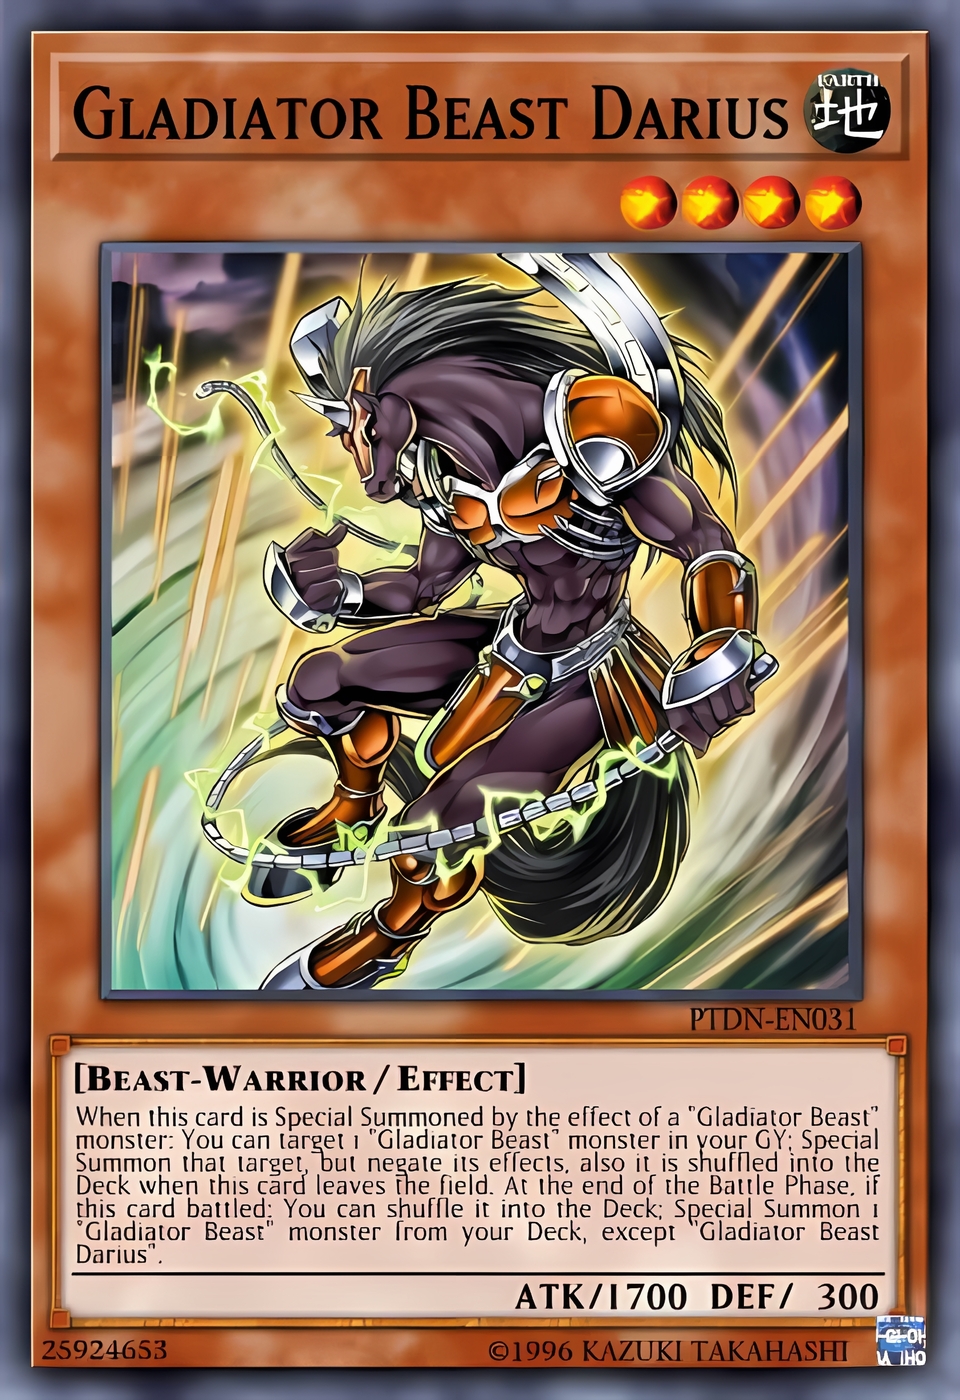 GLADIATOR BEAST DARIUS
EARTH
地
PTDN-EN031
[BEAST-WARRIOR / EFFECT]
When this card is Special Summoned by the effect of a "Gladiator Beast"
monster: You can target 1 "Gladiator Beast" monster in your GY; Special
Summon that target, but negate its effects, also it is shuffled into the
Deck when this card leaves the field. At the end of the Battle Phase, if
this card battled: You can shuffle it into the Deck; Special Summon 1
"Gladiator Beast" monster from your Deck, except "Gladiator Beast
Darius".
ATK/1700 DEF/ 300
25924653
©1996 KAZUKI TAKAHASHI